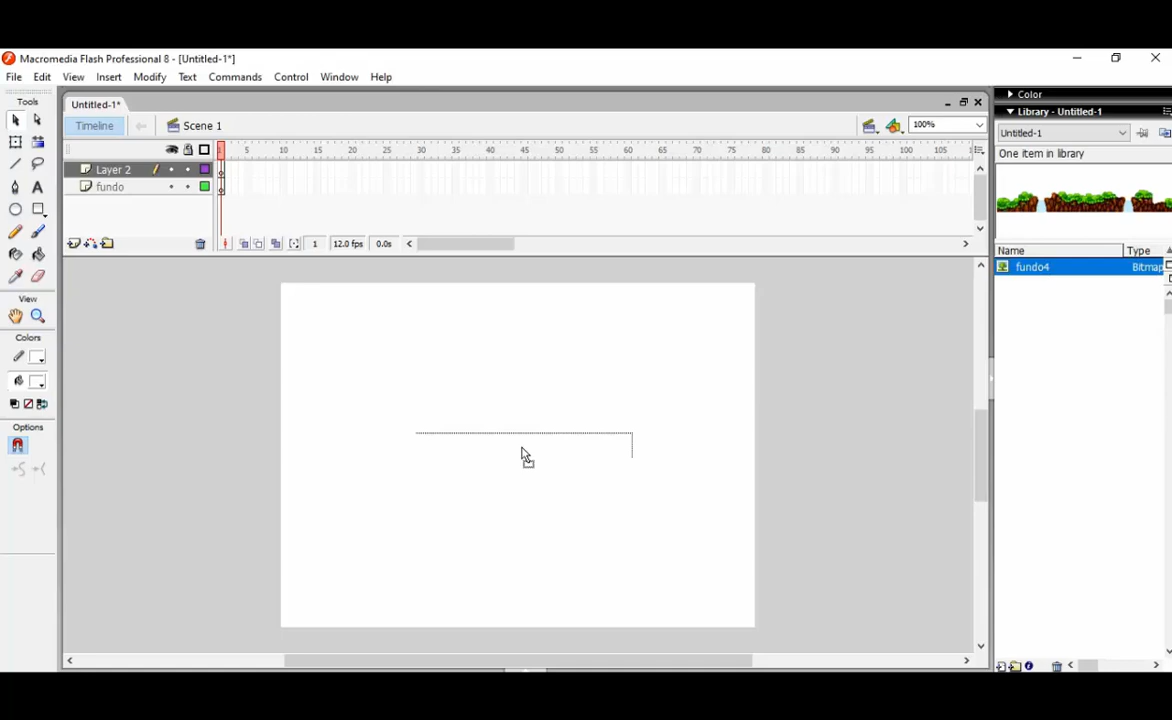 Macromedia Flash Professional 8 - [Untitled-1*]
File Edit View Insert Modify Text Commands Control Window Help
Tools
Untitled-1*
Color
Library - Untitled-1
Timeline
Scene 1
100%
Untitled-1
One item in library
5 10 15 20 25 30 35 40 45 50 55 60 65 70 75 80 85 90 95 100 105
Layer 2
fundo
1 12.0 fps 0.0s
Name Type
fundo4 Bitmap
View
Colors
Options